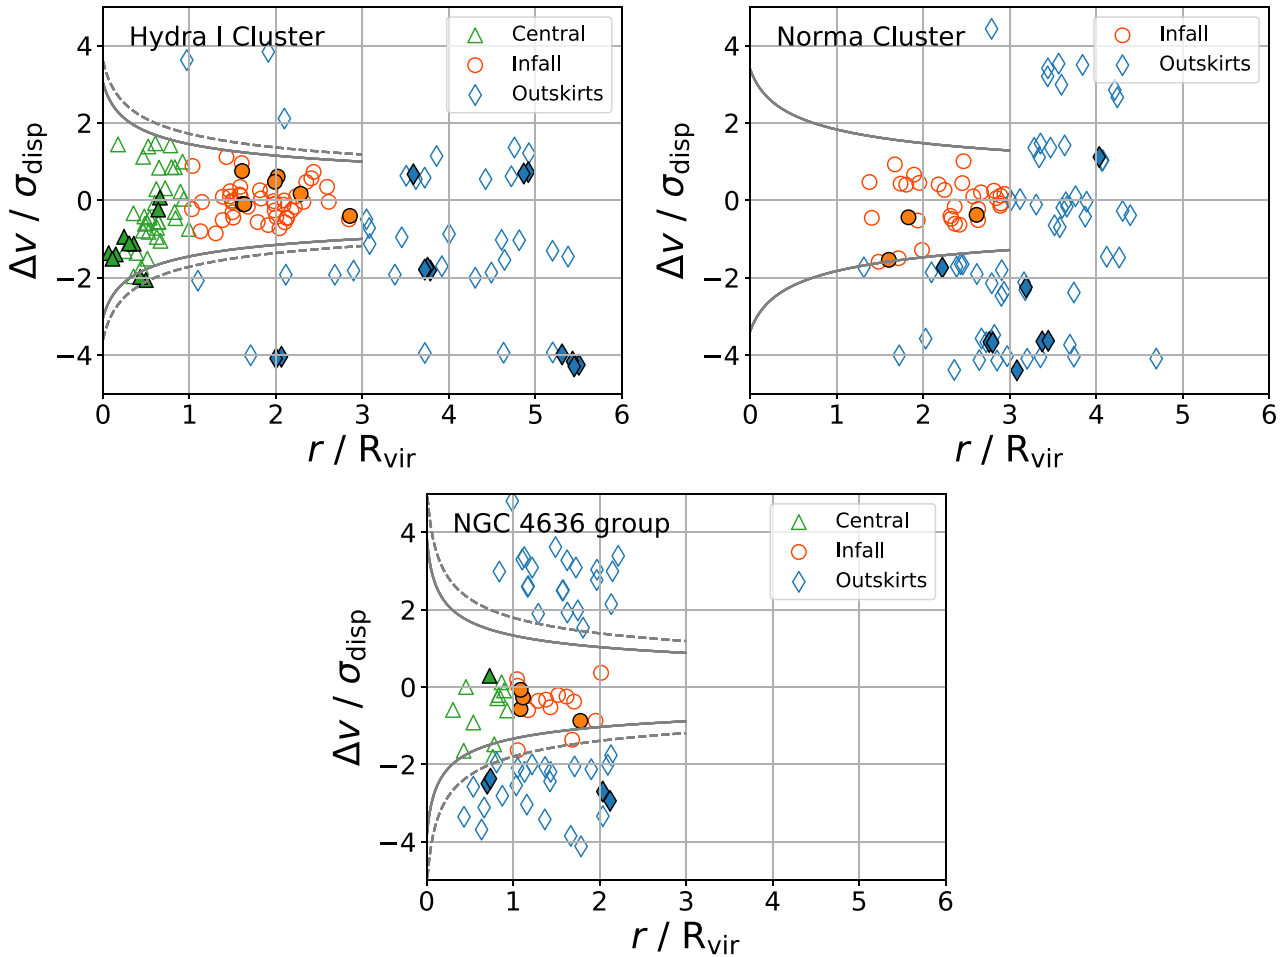 Hydra I Cluster
Central
Infall
Outskirts
4
2
0
−2
−4
Δv / σdisp
0 1 2 3 4 5 6
r / Rvir
Norma Cluster
Infall
Outskirts
4
2
0
−2
−4
Δv / σdisp
0 1 2 3 4 5 6
r / Rvir
NGC 4636 group
Central
Infall
Outskirts
4
2
0
−2
−4
Δv / σdisp
0 1 2 3 4 5 6
r / Rvir